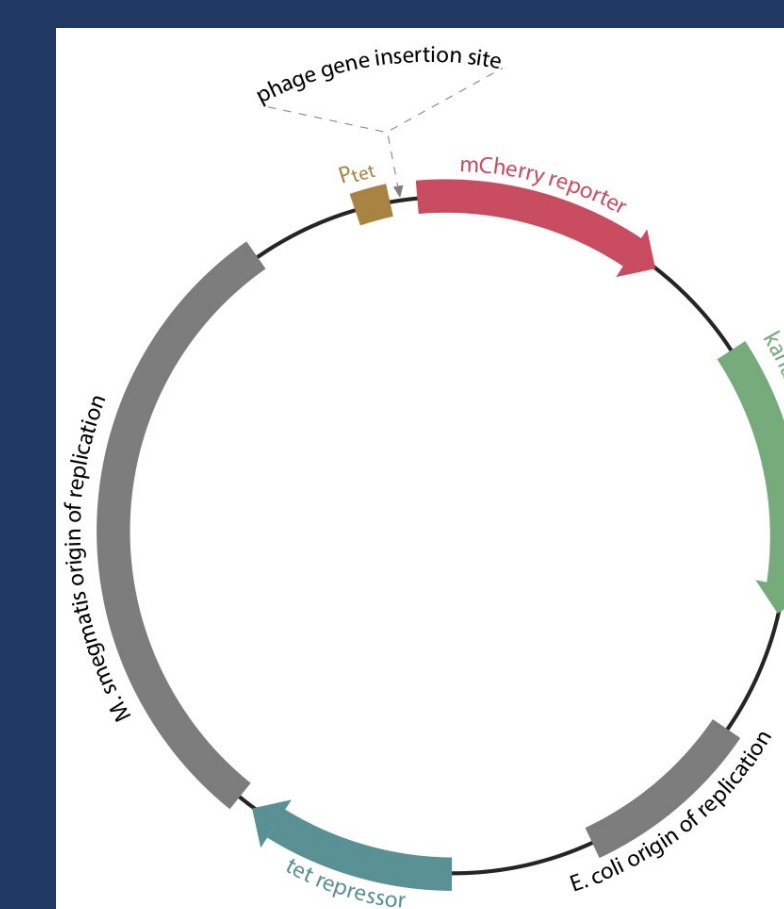 phage gene insertion site
Ptet
mCherry reporter
E. coli origin of replication
tet repressor
M. smegmatis origin of replication